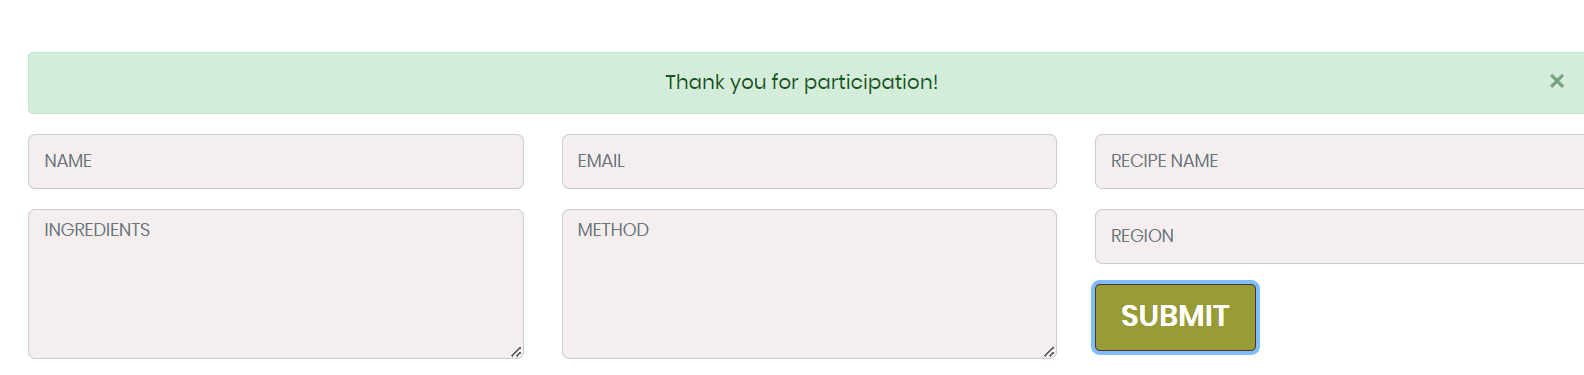 Thank you for participation!
×
NAME
EMAIL
RECIPE NAME
INGREDIENTS
METHOD
REGION
SUBMIT